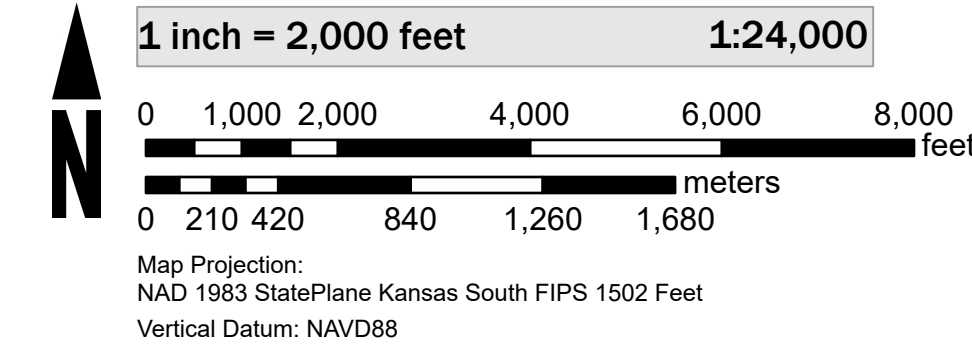 N
1 inch = 2,000 feet 1:24,000
0 1,000 2,000 4,000 6,000 8,000
feet
meters
0 210 420 840 1,260 1,680
Map Projection:
NAD 1983 StatePlane Kansas South FIPS 1502 Feet
Vertical Datum: NAVD88